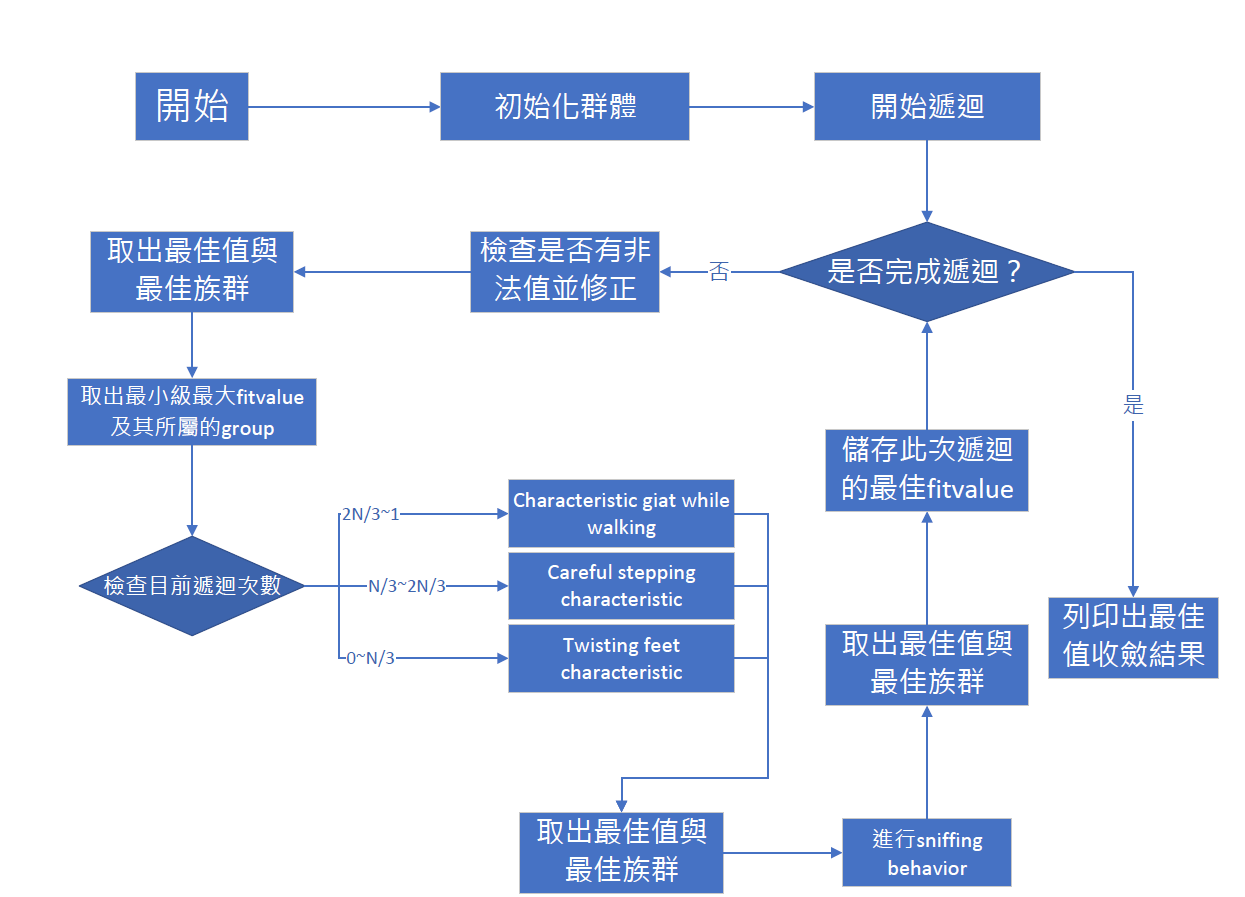 開始
初始化群體
開始遞迴
是否完成遞迴？
否
檢查是否有非
法值並修正
取出最佳值與
最佳族群
取出最小級最大fitvalue
及其所屬的group
檢查目前遞迴次數
2N/3~1
Characteristic giat while
walking
N/3~2N/3
Careful stepping
characteristic
0~N/3
Twisting feet
characteristic
取出最佳值與
最佳族群
進行sniffing
behavior
取出最佳值與
最佳族群
儲存此次遞迴
的最佳fitvalue
是
列印出最佳
值收斂結果